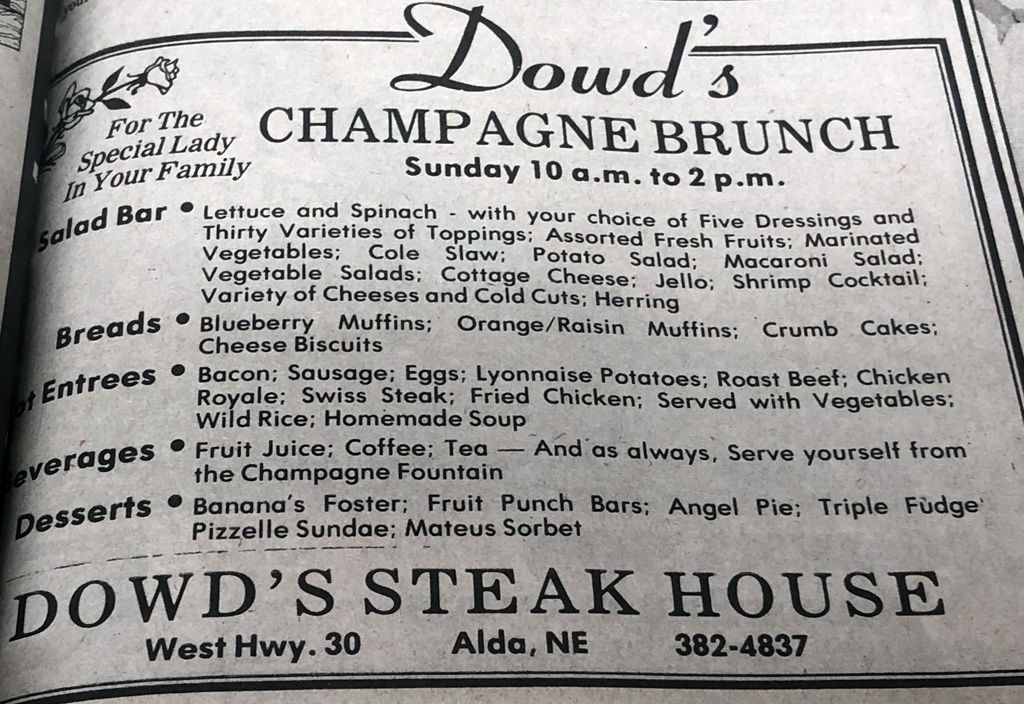 Dowd's
For The
Special Lady
In Your Family
CHAMPAGNE BRUNCH
Sunday 10 a.m. to 2 p.m.
Salad Bar • Lettuce and Spinach - with your choice of Five Dressings and
Thirty Varieties of Toppings; Assorted Fresh Fruits; Marinated
Vegetables; Cole Slaw; Potato Salad; Macaroni Salad;
Vegetable Salads; Cottage Cheese; Jello; Shrimp Cocktail;
Variety of Cheeses and Cold Cuts; Herring
Breads • Blueberry Muffins; Orange/Raisin Muffins; Crumb Cakes;
Cheese Biscuits
ot Entrees • Bacon; Sausage; Eggs; Lyonnaise Potatoes; Roast Beef; Chicken
Royale; Swiss Steak; Fried Chicken; Served with Vegetables;
Wild Rice; Homemade Soup
Beverages • Fruit Juice; Coffee; Tea — And as always, Serve yourself from
the Champagne Fountain
Desserts • Banana's Foster; Fruit Punch Bars; Angel Pie; Triple Fudge
Pizzelle Sundae; Mateus Sorbet
DOWD'S STEAK HOUSE
West Hwy. 30 Alda, NE 382-4837